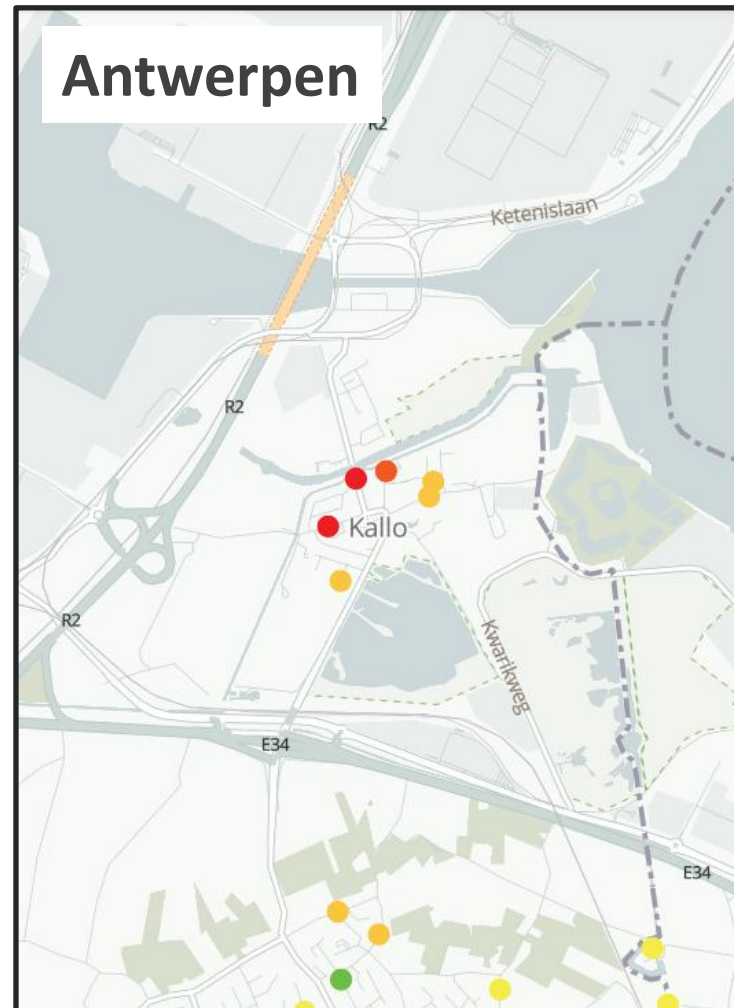 Antwerpen
R2
Ketenislaan
R2
Kallo
R2
Kwarikweg
E34
E34